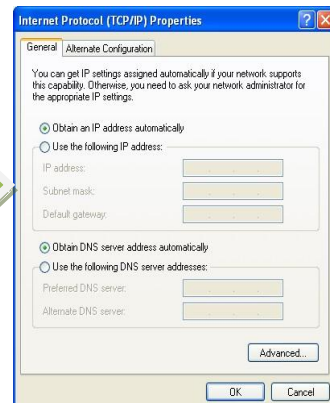 Internet Protocol (TCP/IP) Properties
General
Alternate Configuration
You can get IP settings assigned automatically if your network supports
this capability. Otherwise, you need to ask your network administrator for
the appropriate IP settings.
Obtain an IP address automatically
Use the following IP address:
IP address:
Subnet mask:
Default gateway:
Obtain DNS server address automatically
Use the following DNS server addresses:
Preferred DNS server:
Alternate DNS server:
Advanced...
OK
Cancel